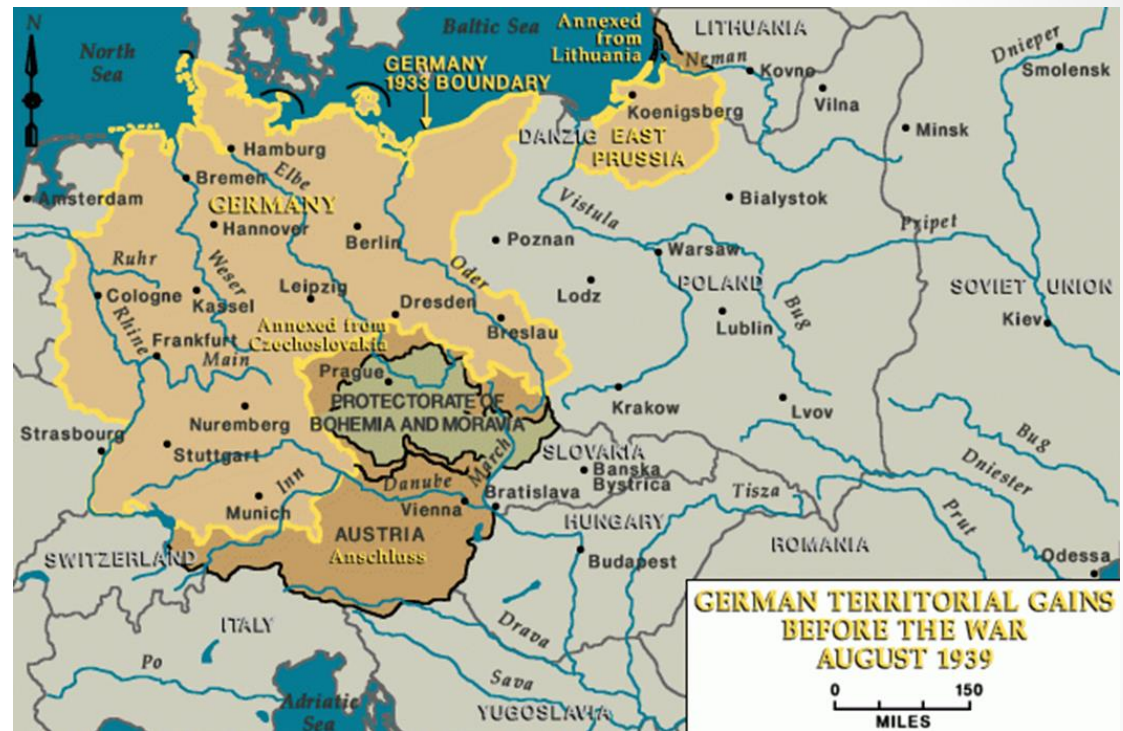 N
North
Sea
Baltic Sea
Annexed
from
Lithuania
LITHUANIA
Neman
Kovno
Dnieper
Smolensk
GERMANY
1933 BOUNDARY
Koenigsberg
Vilna
Minsk
DANZIG
EAST
PRUSSIA
Hamburg
Elbe
Bremen
Amsterdam
GERMANY
Hannover
Berlin
Vistula
Bialystok
Poznan
Warsaw
Pripet
Ruhr
Weser
Oder
Cologne
Kassel
Leipzig
Dresden
Lodz
POLAND
Bug
SOVIET UNION
Rhine
Breslau
Lublin
Kiev
Annexed from
Czechoslovakia
Frankfurt
Main
Prague
PROTECTORATE OF
BOHEMIA AND MORAVIA
Krakow
Lvov
Nuremberg
Strasbourg
Stuttgart
March
SLOVAKIA
Banska
Bystrica
Bug
Dniester
Inn
Danube
Munich
Vienna
Bratislava
Tisza
Prut
AUSTRIA
Anschluss
HUNGARY
Budapest
ROMANIA
Odessa
SWITZERLAND
ITALY
Drava
Po
Sava
Adriatic
Sea
YUGOSLAVIA
GERMAN TERRITORIAL GAINS
BEFORE THE WAR
AUGUST 1939
0 150
MILES